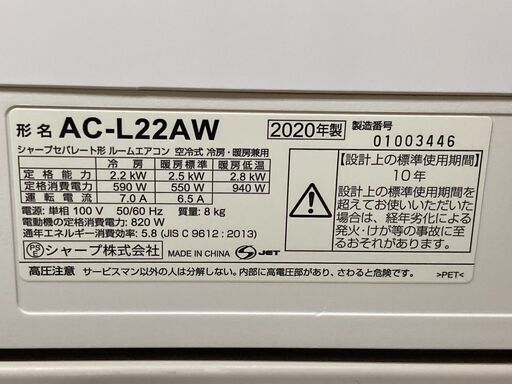 形名 AC-L22AW 2020年製 製造番号 01003446
シャープセパレート形 ルームエアコン 空冷式 冷房・暖房兼用
冷房 暖房標準 暖房低温
定格能力 2.2 kW 2.5 kW 2.8 kW
定格消費電力 590 W 550 W 940 W
運転電流 7.0 A 6.5 A
電源: 単相 100 V 50/60 Hz 質量: 8 kg
電動機の定格消費電力: 820 W
通年エネルギー消費効率: 5.8 (JIS C 9612 : 2013)
PS E シャープ株式会社 MADE IN CHINA S JET
【設計上の標準使用期間】
10年
設計上の標準使用期間を
超えてお使いいただいた
場合は、経年劣化による
発火・けが等の事故に至
るおそれがあります。
高圧注意 サービスマン以外の人は分解しない。内部に高電圧部があり、さわると危険です。 >PET<